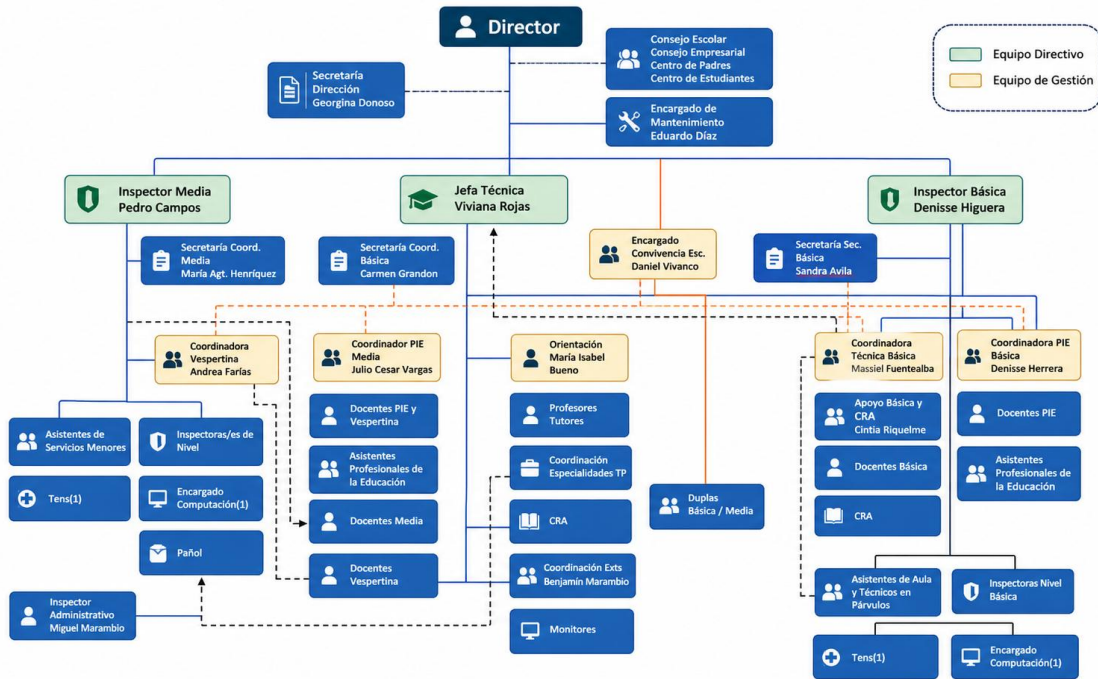 Director
Consejo Escolar
Consejo Empresarial
Centro de Padres
Centro de Estudiantes
Equipo Directivo
Equipo de Gestión
Secretaría
Dirección
Georgina Donoso
Encargado de
Mantenimiento
Eduardo Díaz
Inspector Media
Pedro Campos
Jefa Técnica
Viviana Rojas
Inspector Básica
Denisse Higuera
Secretaría Coord.
Media
María Agt. Henríquez
Secretaría Coord.
Básica
Carmen Grandon
Encargado
Convivencia Esc.
Daniel Vivanco
Secretaría Sec.
Básica
Sandra Avila
Coordinadora
Vespertina
Andrea Farías
Coordinador PIE
Media
Julio Cesar Vargas
Orientación
María Isabel
Bueno
Coordinadora
Técnica Básica
Massiel Fuentealba
Coordinadora PIE
Básica
Denisse Herrera
Asistentes de
Servicios Menores
Inspectoras/es de
Nivel
Docentes PIE y
Vespertina
Profesores
Tutores
Apoyo Básica y
CRA
Cintia Riquelme
Docentes PIE
Asistentes
Profesionales de
la Educación
Coordinación
Especialidades TP
Docentes Básica
Asistentes
Profesionales de
la Educación
Tens(1)
Encargado
Computación(1)
Duplas
Básica / Media
Docentes Media
CRA
CRA
Pañol
Docentes
Vespertina
Coordinación Exts
Benjamín Marambio
Asistentes de Aula
y Técnicos en
Párvulos
Inspectoras Nivel
Básica
Inspector
Administrativo
Miguel Marambio
Monitores
Tens(1)
Encargado
Computación(1)